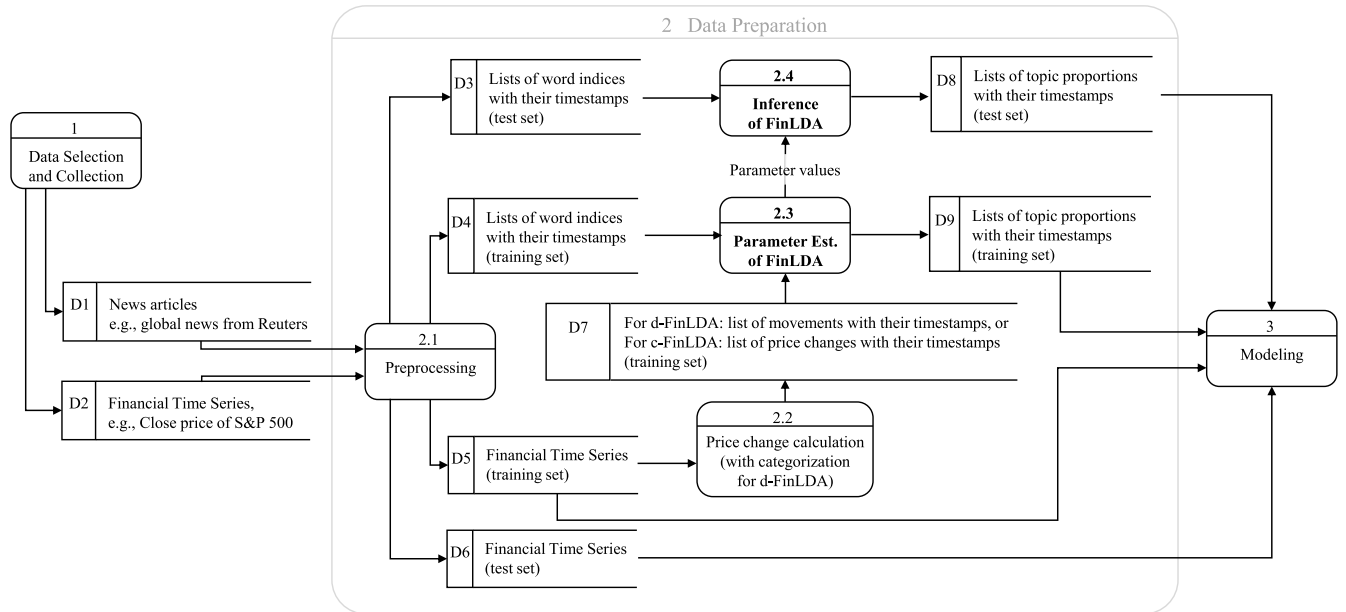 2 Data Preparation
D3
Lists of word indices
with their timestamps
(test set)
2.4
Inference
of FinLDA
D8
Lists of topic proportions
with their timestamps
(test set)
1
Data Selection
and Collection
Parameter values
D4
Lists of word indices
with their timestamps
(training set)
2.3
Parameter Est.
of FinLDA
D9
Lists of topic proportions
with their timestamps
(training set)
D1
News articles
e.g., global news from Reuters
2.1
Preprocessing
D7
For d-FinLDA: list of movements with their timestamps, or
For c-FinLDA: list of price changes with their timestamps
(training set)
3
Modeling
D2
Financial Time Series,
e.g., Close price of S&P 500
2.2
Price change calculation
(with categorization
for d-FinLDA)
D5
Financial Time Series
(training set)
D6
Financial Time Series
(test set)